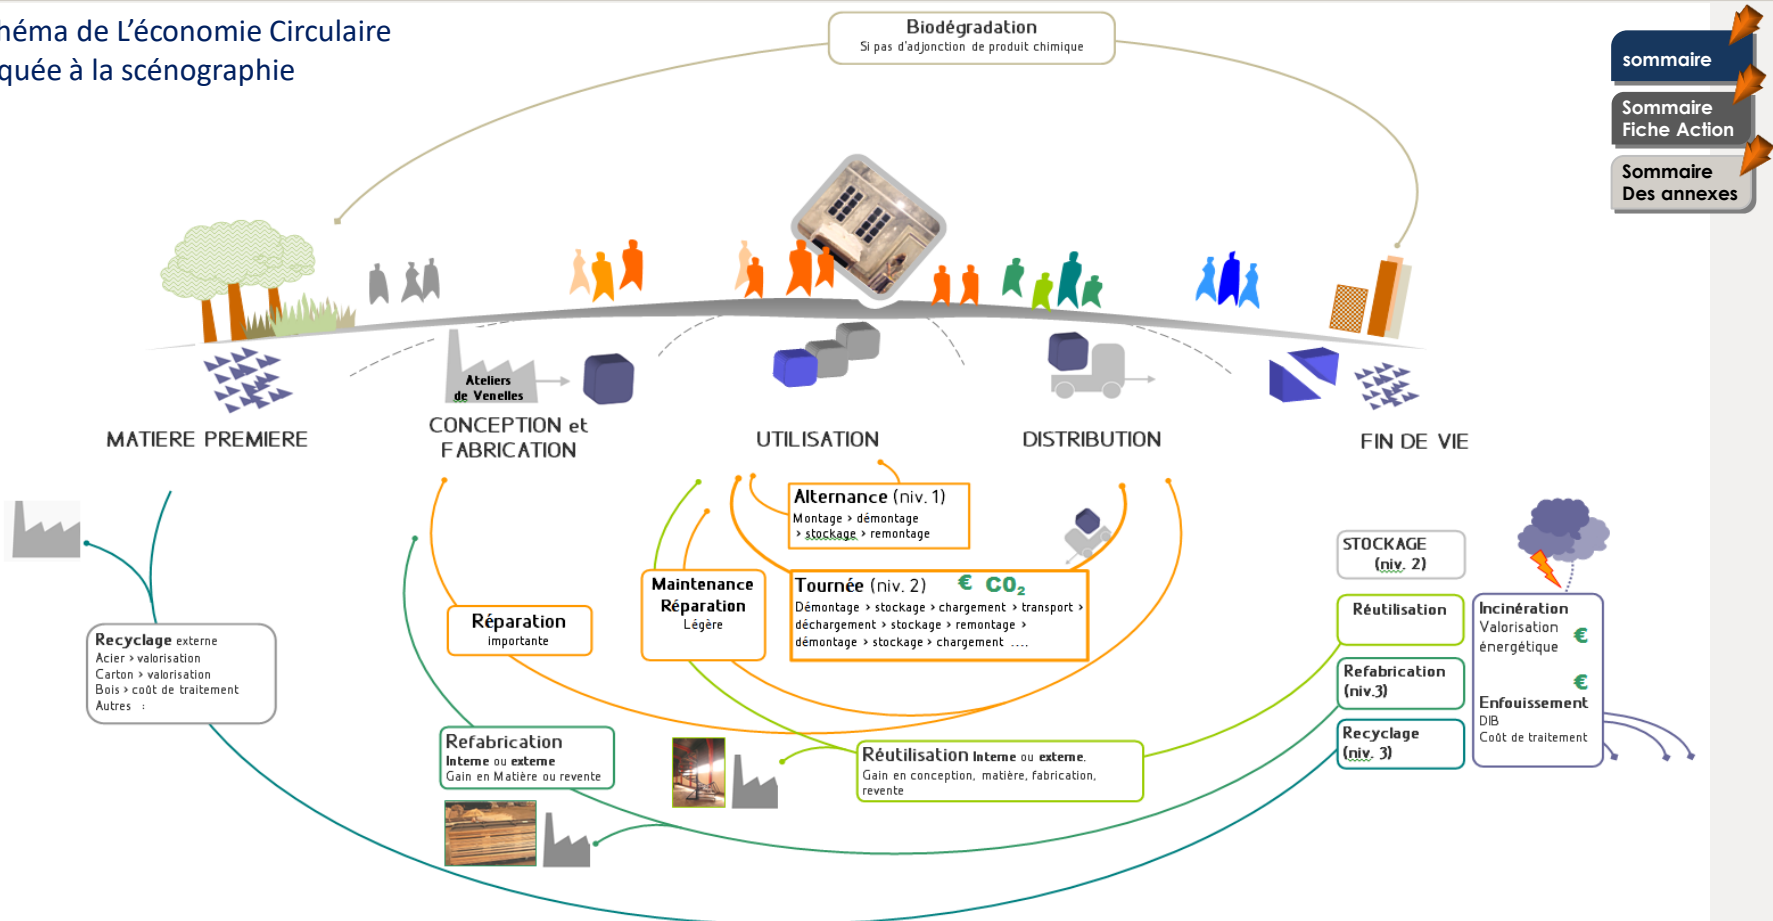 héma de L'économie Circulaire
quée à la scénographie
Biodégradation
Si pas d'adjonction de produit chimique
sommaire
Sommaire
Fiche Action
Sommaire
Des annexes
Ateliers
de Venelles
MATIERE PREMIERE
CONCEPTION et
FABRICATION
UTILISATION
DISTRIBUTION
FIN DE VIE
Alternance (niv. 1)
Montage > démontage
> stockage > remontage
Tournée (niv. 2) € CO₂
Démontage > stockage > chargement > transport >
déchargement > stockage > remontage >
démontage > stockage > chargement ....
Maintenance
Réparation
Légère
Réparation
importante
Recyclage externe
Acier > valorisation
Carton > valorisation
Bois > coût de traitement
Autres :
Refabrication
Interne ou externe
Gain en Matière ou revente
Réutilisation Interne ou externe.
Gain en conception, matière, fabrication,
revente
STOCKAGE
(niv. 2)
Réutilisation
Refabrication
(niv.3)
Recyclage
(niv. 3)
Incinération
Valorisation €
énergétique
€
Enfouissement
DIB
Coût de traitement